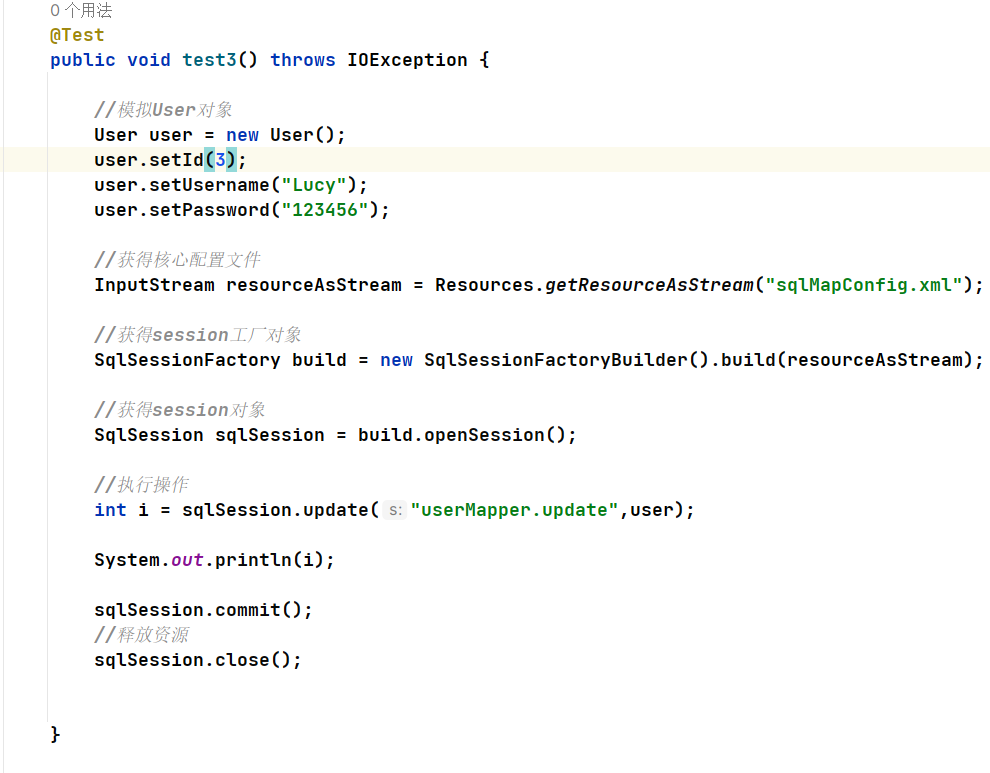 0 个用法
@Test
public void test3() throws IOException {
//模拟User对象
User user = new User();
user.setId(3);
user.setUsername("Lucy");
user.setPassword("123456");
//获得核心配置文件
InputStream resourceAsStream = Resources.getResourceAsStream("sqlMapConfig.xml");
//获得session工厂对象
SqlSessionFactory build = new SqlSessionFactoryBuilder().build(resourceAsStream);
//获得session对象
SqlSession sqlSession = build.openSession();
//执行操作
int i = sqlSession.update( s: "userMapper.update",user);
System.out.println(i);
sqlSession.commit();
//释放资源
sqlSession.close();
}